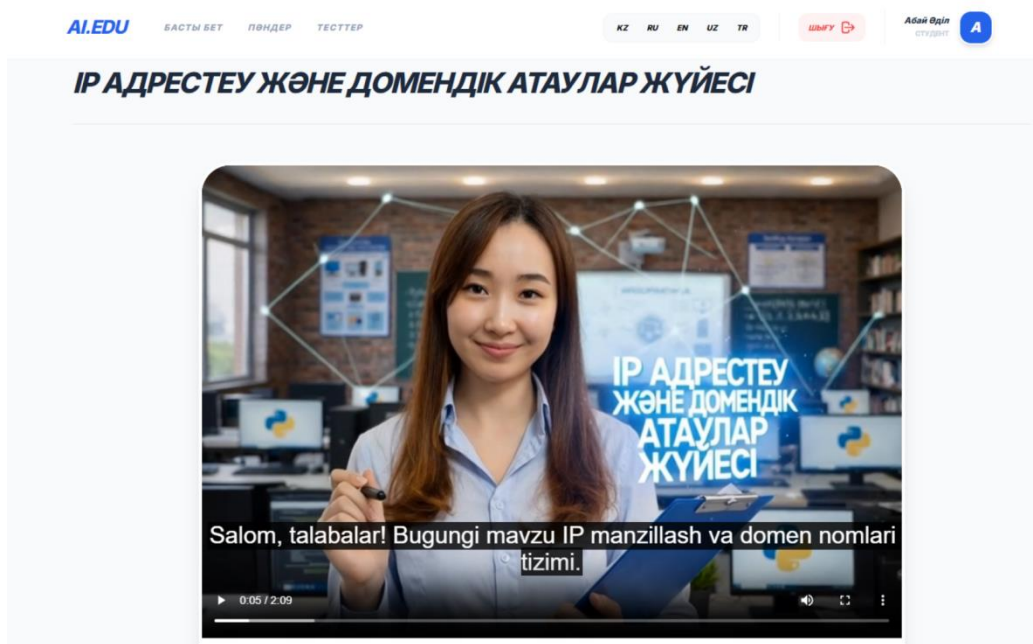 AI.EDU
БАСТЫ БЕТ ПӘНДЕР ТЕСТТЕР
KZ RU EN UZ TR
ШЫҒУ
Абай Әділ
СТУДЕНТ
A
IP АДРЕСТЕУ ЖӘНЕ ДОМЕНДІК АТАУЛАР ЖҮЙЕСІ
IP АДРЕСТЕУ
ЖӘНЕ ДОМЕНДІК
АТАУЛАР
ЖҮЙЕСІ
Salom, talabalar! Bugungi mavzu IP manzillash va domen nomlari
tizimi.
0:05 / 2:09